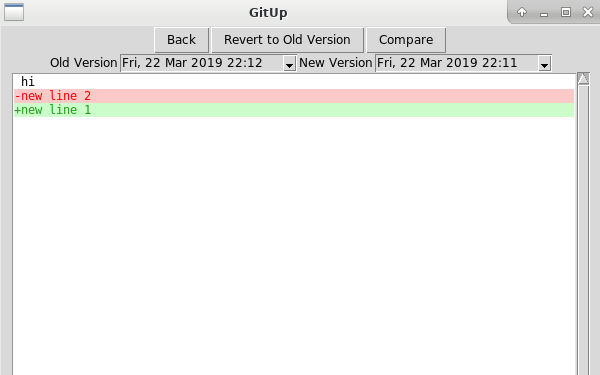 GitUp
Back Revert to Old Version Compare
Old Version Fri, 22 Mar 2019 22:12 New Version Fri, 22 Mar 2019 22:11
hi
-new line 2
+new line 1